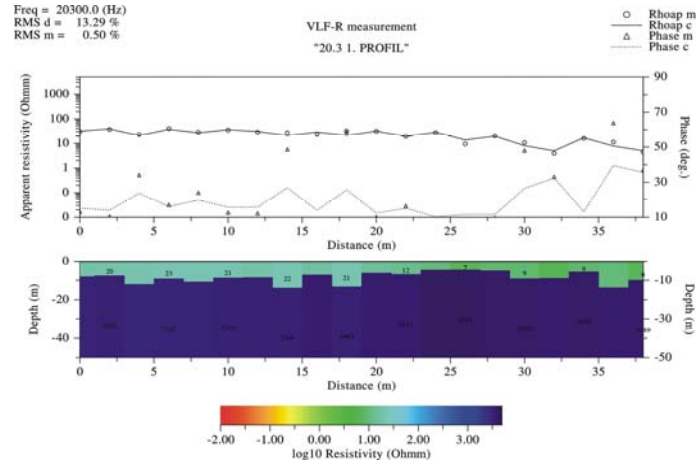 Freq = 20300.0 (Hz)
RMS d = 13.29 %
RMS m = 0.50 %
VLF-R measurement
"20.3 1. PROFIL"
Rhoap m
Rhoap c
Phase m
Phase c
Apparent resistivity (Ohmm)
1000
100
10
1
0
0
90
70
50
30
10
Phase (deg.)
0 5 10 15 20 25 30 35
Distance (m)
Depth (m)
0
-20
-40
20 23 21 22 21 12 7 9 9
0
-10
-20
-30
-40
-50
Depth (m)
0 5 10 15 20 25 30 35
Distance (m)
-2.00 -1.00 0.00 1.00 2.00 3.00
log10 Resistivity (Ohmm)